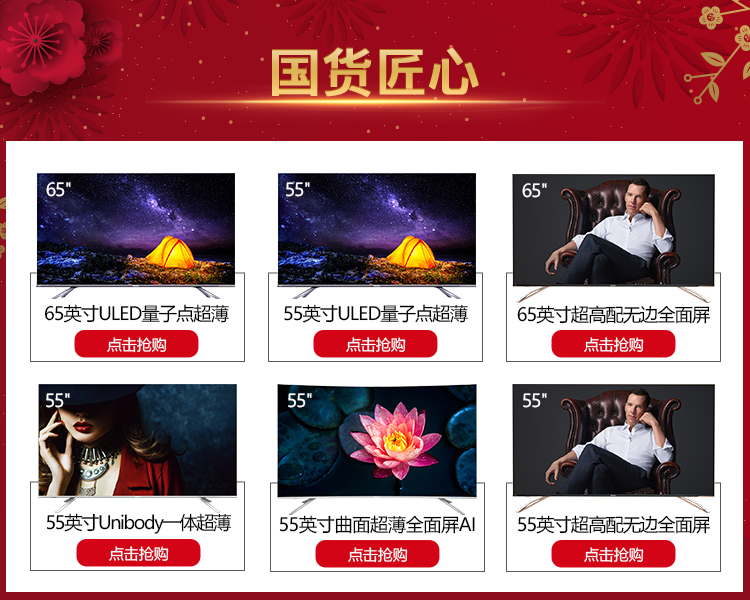 国货匠心
65"
55"
65"
65英寸ULED量子点超薄
55英寸ULED量子点超薄
65英寸超高配无边全面屏
点击抢购
点击抢购
点击抢购
55"
55"
55"
55英寸Unibody一体超薄
55英寸曲面超薄全面屏AI
55英寸超高配无边全面屏
点击抢购
点击抢购
点击抢购